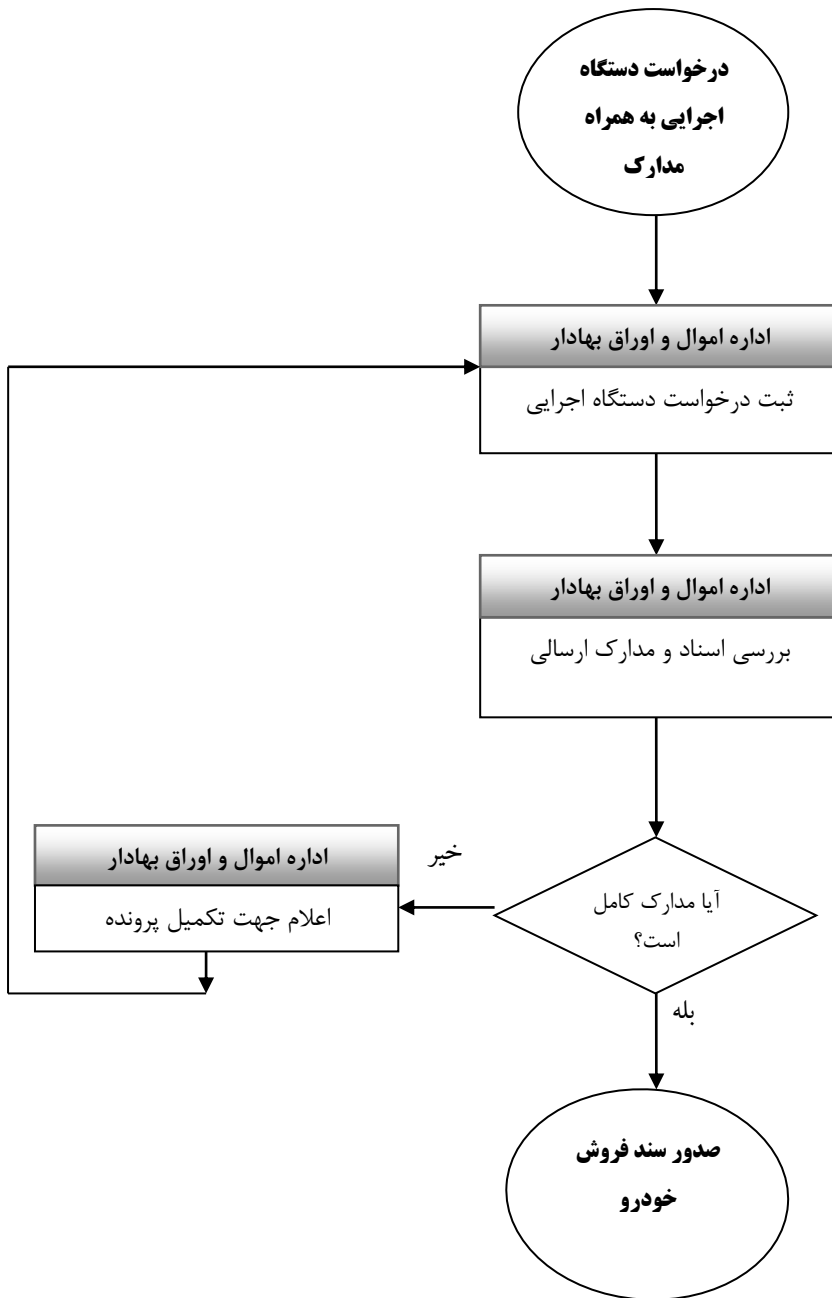 درخواست دستگاه
اجرایی به همراه
مدارک
اداره اموال و اوراق بهادار
ثبت درخواست دستگاه اجرایی
اداره اموال و اوراق بهادار
بررسی اسناد و مدارک ارسالی
آیا مدارک کامل
است؟
خیر
اداره اموال و اوراق بهادار
اعلام جهت تکمیل پرونده
بله
صدور سند فروش
خودرو